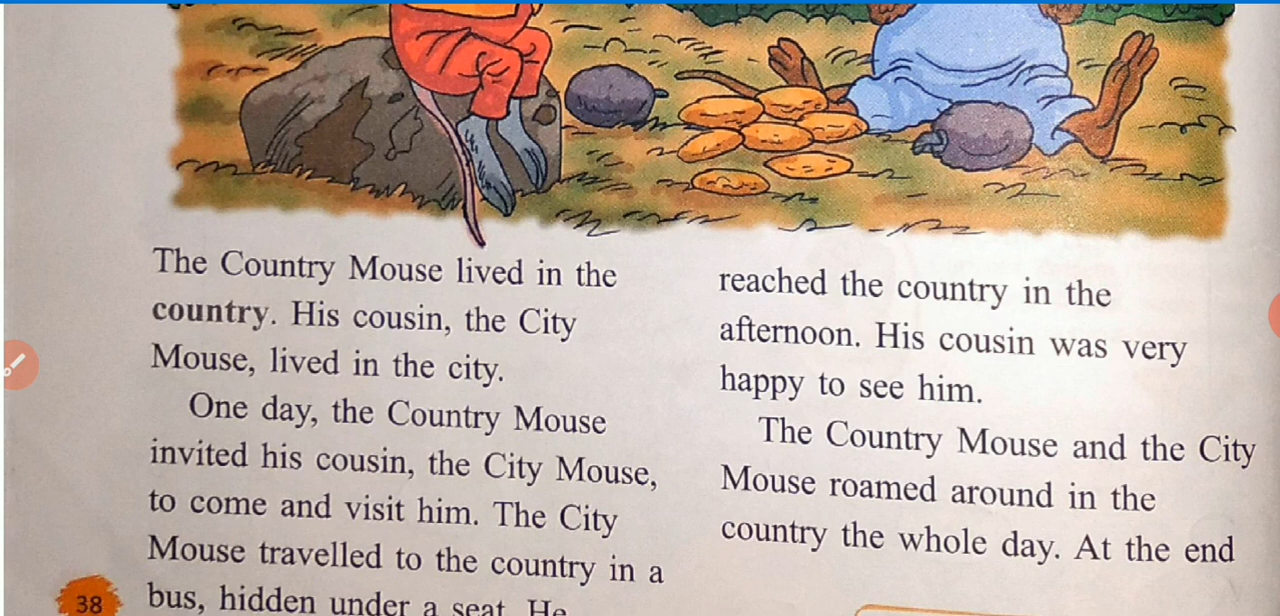 The Country Mouse lived in the
country. His cousin, the City
Mouse, lived in the city.
One day, the Country Mouse
invited his cousin, the City Mouse,
to come and visit him. The City
Mouse travelled to the country in a
bus, hidden under a seat. He
38
reached the country in the
afternoon. His cousin was very
happy to see him.
The Country Mouse and the City
Mouse roamed around in the
country the whole day. At the end